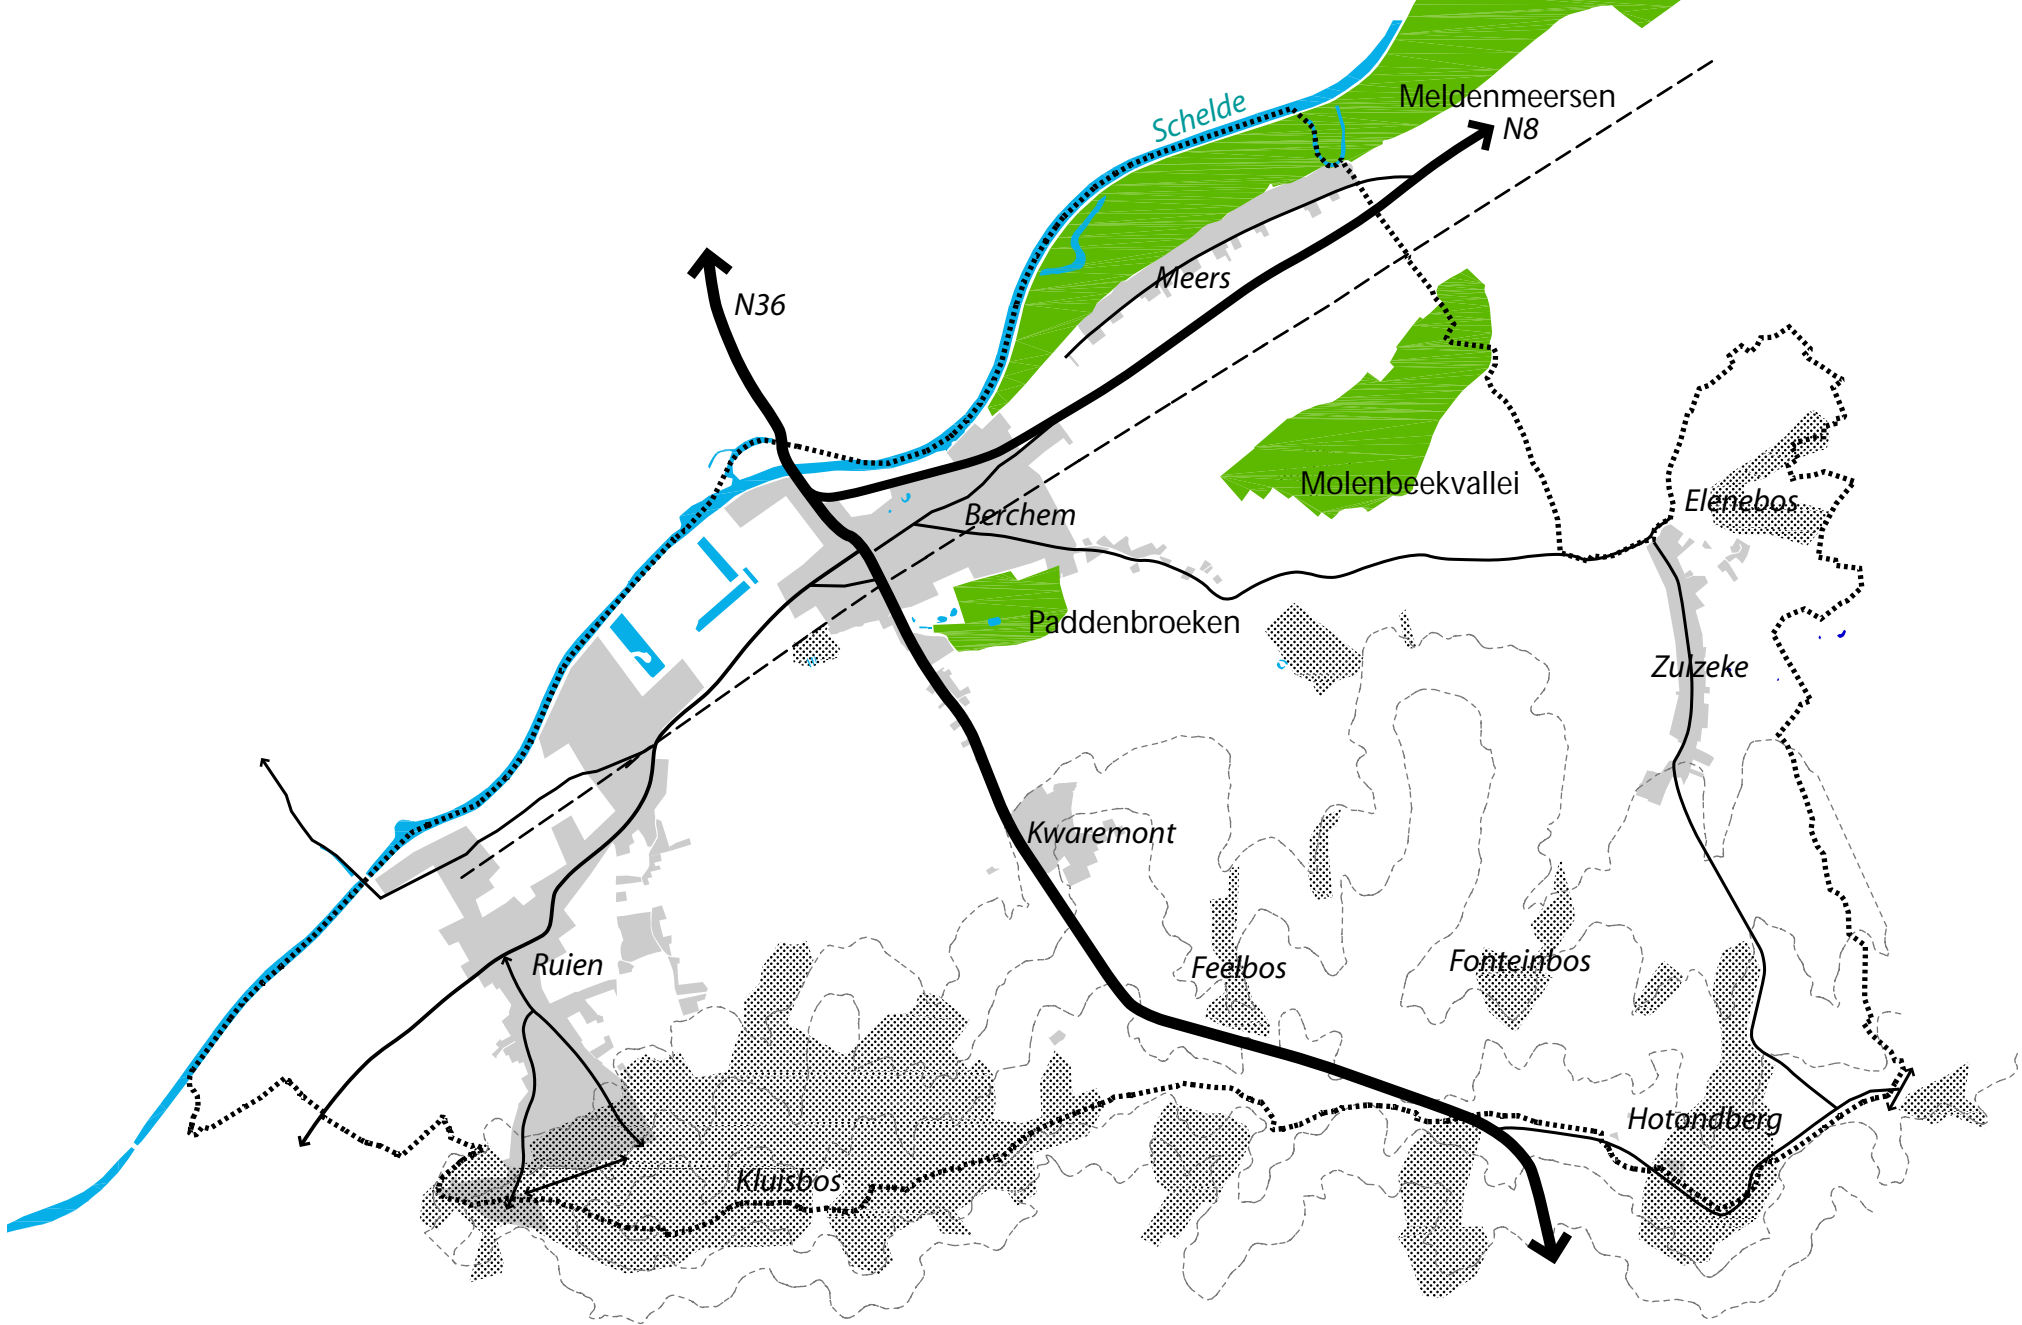 Meldenmeersen
Schelde
N8
Meers
N36
Molenbeekvallei
Elenebos
Berchem
Paddenbroeken
Zulzeke
Kwaremont
Ruien
Feelbos
Fonteinbos
Hotondberg
Kluisbos